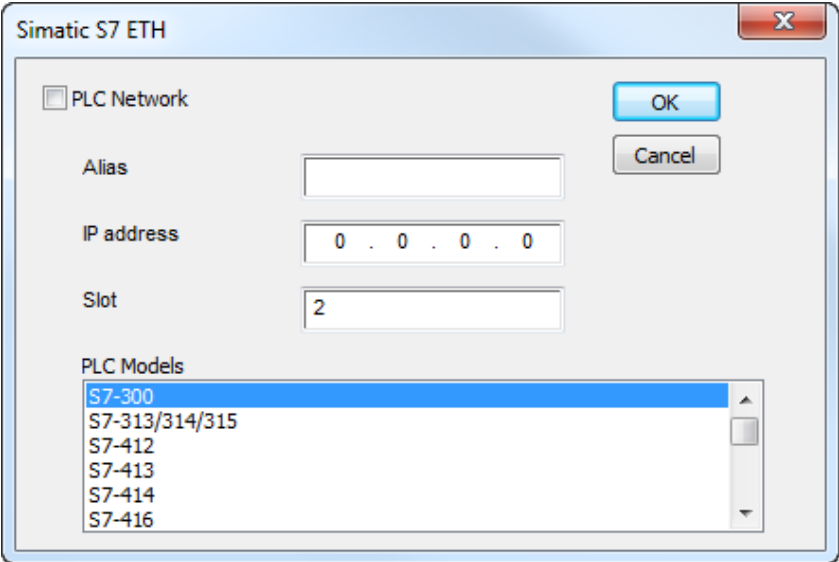 Simatic S7 ETH
PLC Network
OK
Alias
Cancel
IP address
0 . 0 . 0 . 0
Slot
2
PLC Models
S7-300
S7-313/314/315
S7-412
S7-413
S7-414
S7-416